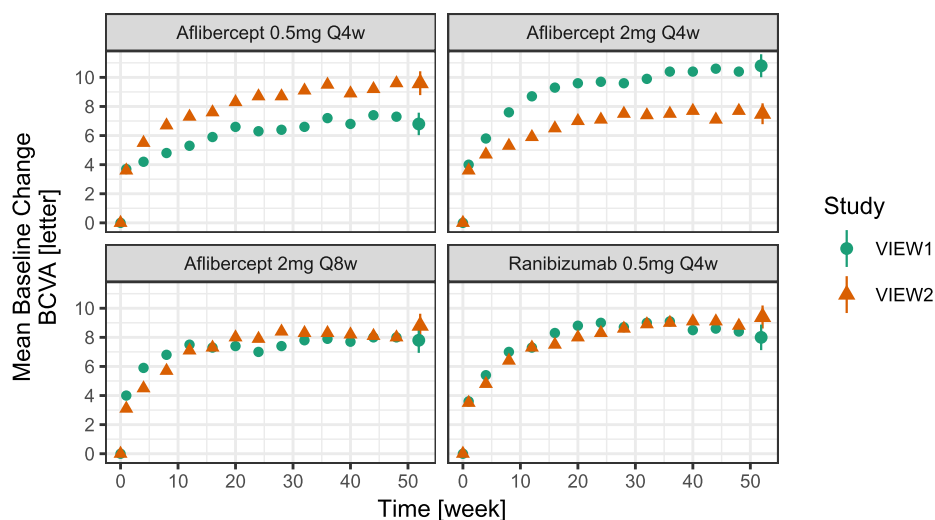 Aflibercept 0.5mg Q4w
Aflibercept 2mg Q4w
10
8
6
4
2
0
Aflibercept 2mg Q8w
Ranibizumab 0.5mg Q4w
10
8
6
4
2
0
0 10 20 30 40 50
0 10 20 30 40 50
Time [week]
Mean Baseline Change
BCVA [letter]
Study
VIEW1
VIEW2